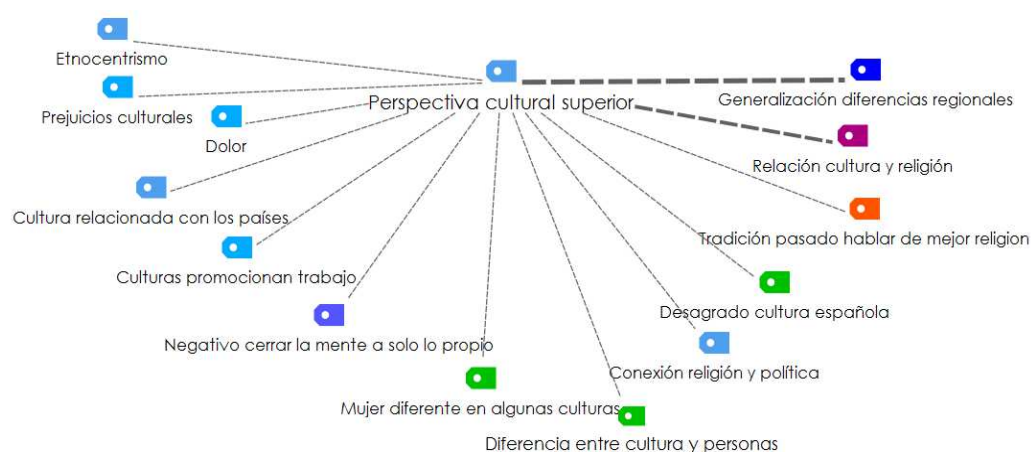 Etnocentrismo
Perspectiva cultural superior
Generalización diferencias regionales
Prejuicios culturales
Dolor
Relación cultura y religión
Cultura relacionada con los países
Tradición pasado hablar de mejor religion
Culturas promocionan trabajo
Desagrado cultura española
Negativo cerrar la mente a solo lo propio
Conexión religión y política
Mujer diferente en algunas culturas
Diferencia entre cultura y personas